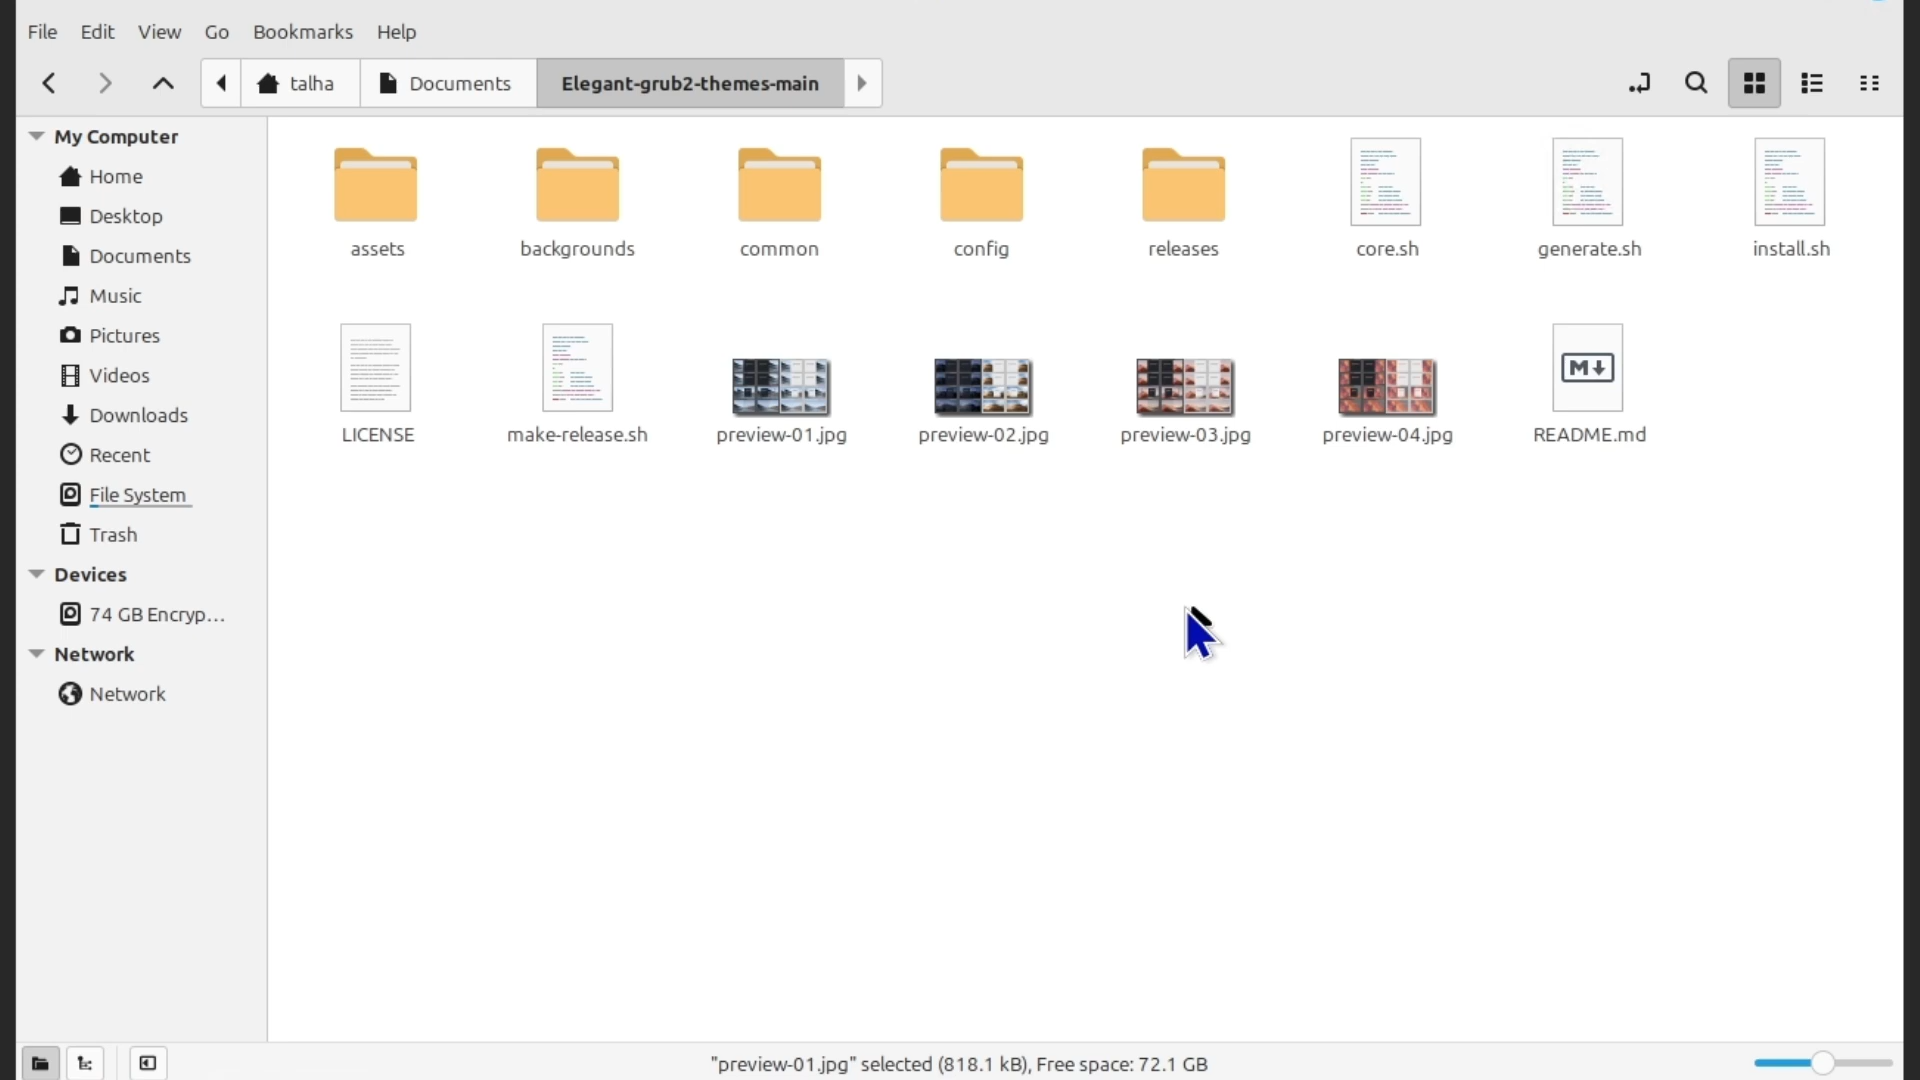 File Edit View Go Bookmarks Help
talha Documents Elegant-grub2-themes-main
My Computer
Home
Desktop
Documents
Music
Pictures
Videos
Downloads
Recent
File System
Trash
Devices
74 GB Encryp...
Network
Network
assets backgrounds common config releases core.sh generate.sh install.sh
LICENSE make-release.sh preview-01.jpg preview-02.jpg preview-03.jpg preview-04.jpg README.md
"preview-01.jpg" selected (818.1 kB), Free space: 72.1 GB